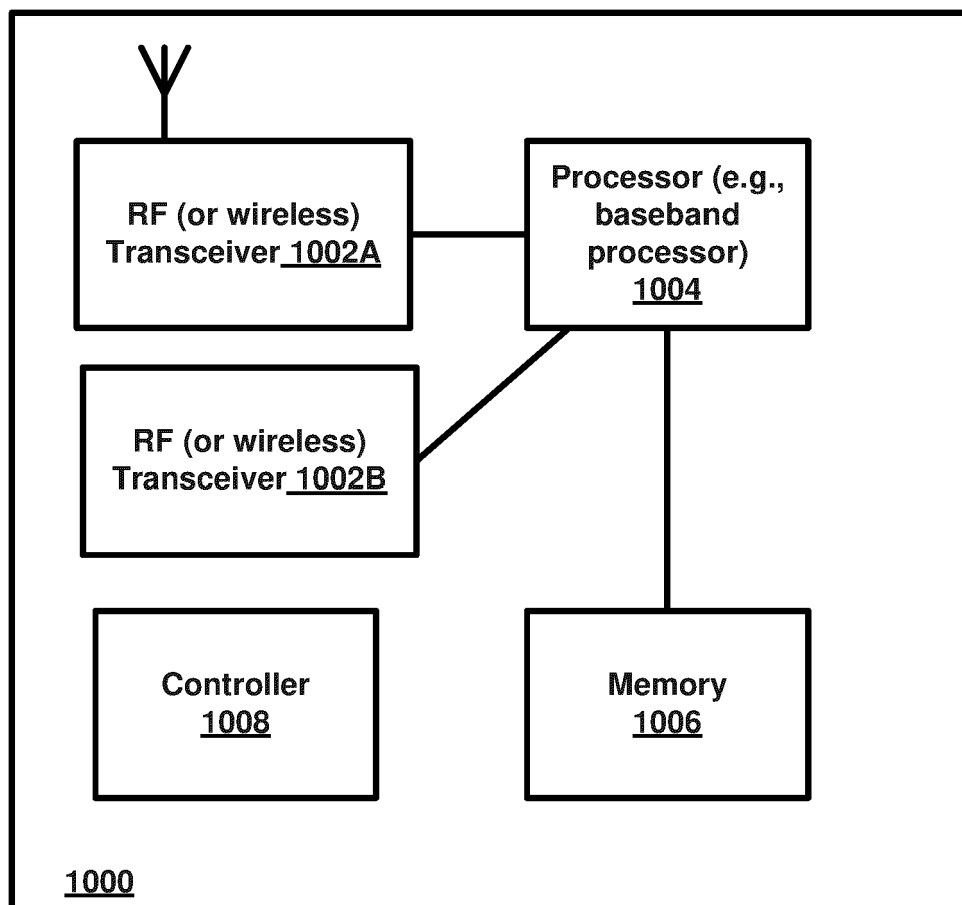 RF (or wireless)
Transceiver 1002A
Processor (e.g.,
baseband
processor)
1004
RF (or wireless)
Transceiver 1002B
Controller
1008
Memory
1006
1000